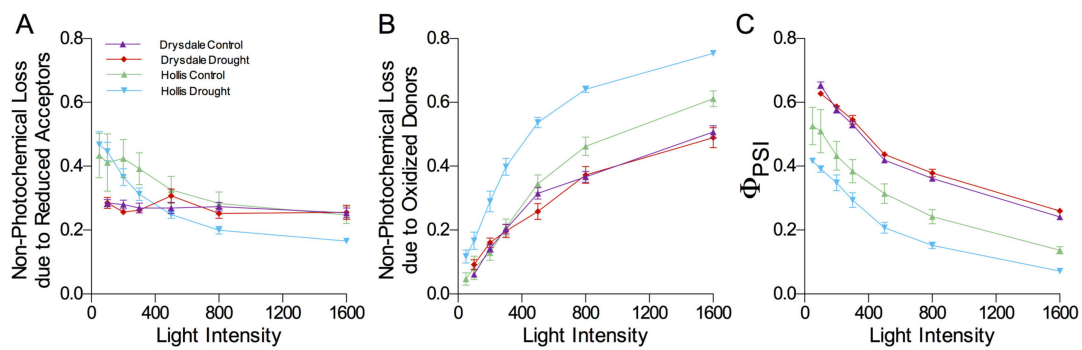 A
Non-Photochemical Loss
due to Reduced Acceptors
0.8
0.6
0.4
0.2
0.0
0
400
800
1200
1600
Light Intensity
Drysdale Control
Drysdale Drought
Hollis Control
Hollis Drought
B
Non-Photochemical Loss
due to Oxidized Donors
0.8
0.6
0.4
0.2
0.0
0
400
800
1200
1600
Light Intensity
C
ΦPSI
0.8
0.6
0.4
0.2
0.0
0
400
800
1200
1600
Light Intensity